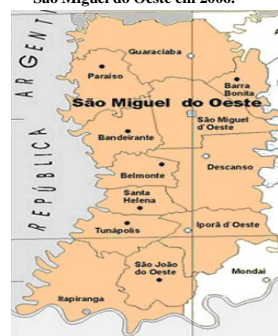 São Miguel do Oeste em 2008.
REPÚBLICA ARGENT
Guaraciaba
Paraiso
Barra
Bonita
São Miguel do Oeste
São Miguel
d'Oeste
Bandeirante
Descanso
Belmonte
Santa
Helena
Tunápolis
Iporã d'Oeste
São João
do Oeste
Mondaí
Itapiranga